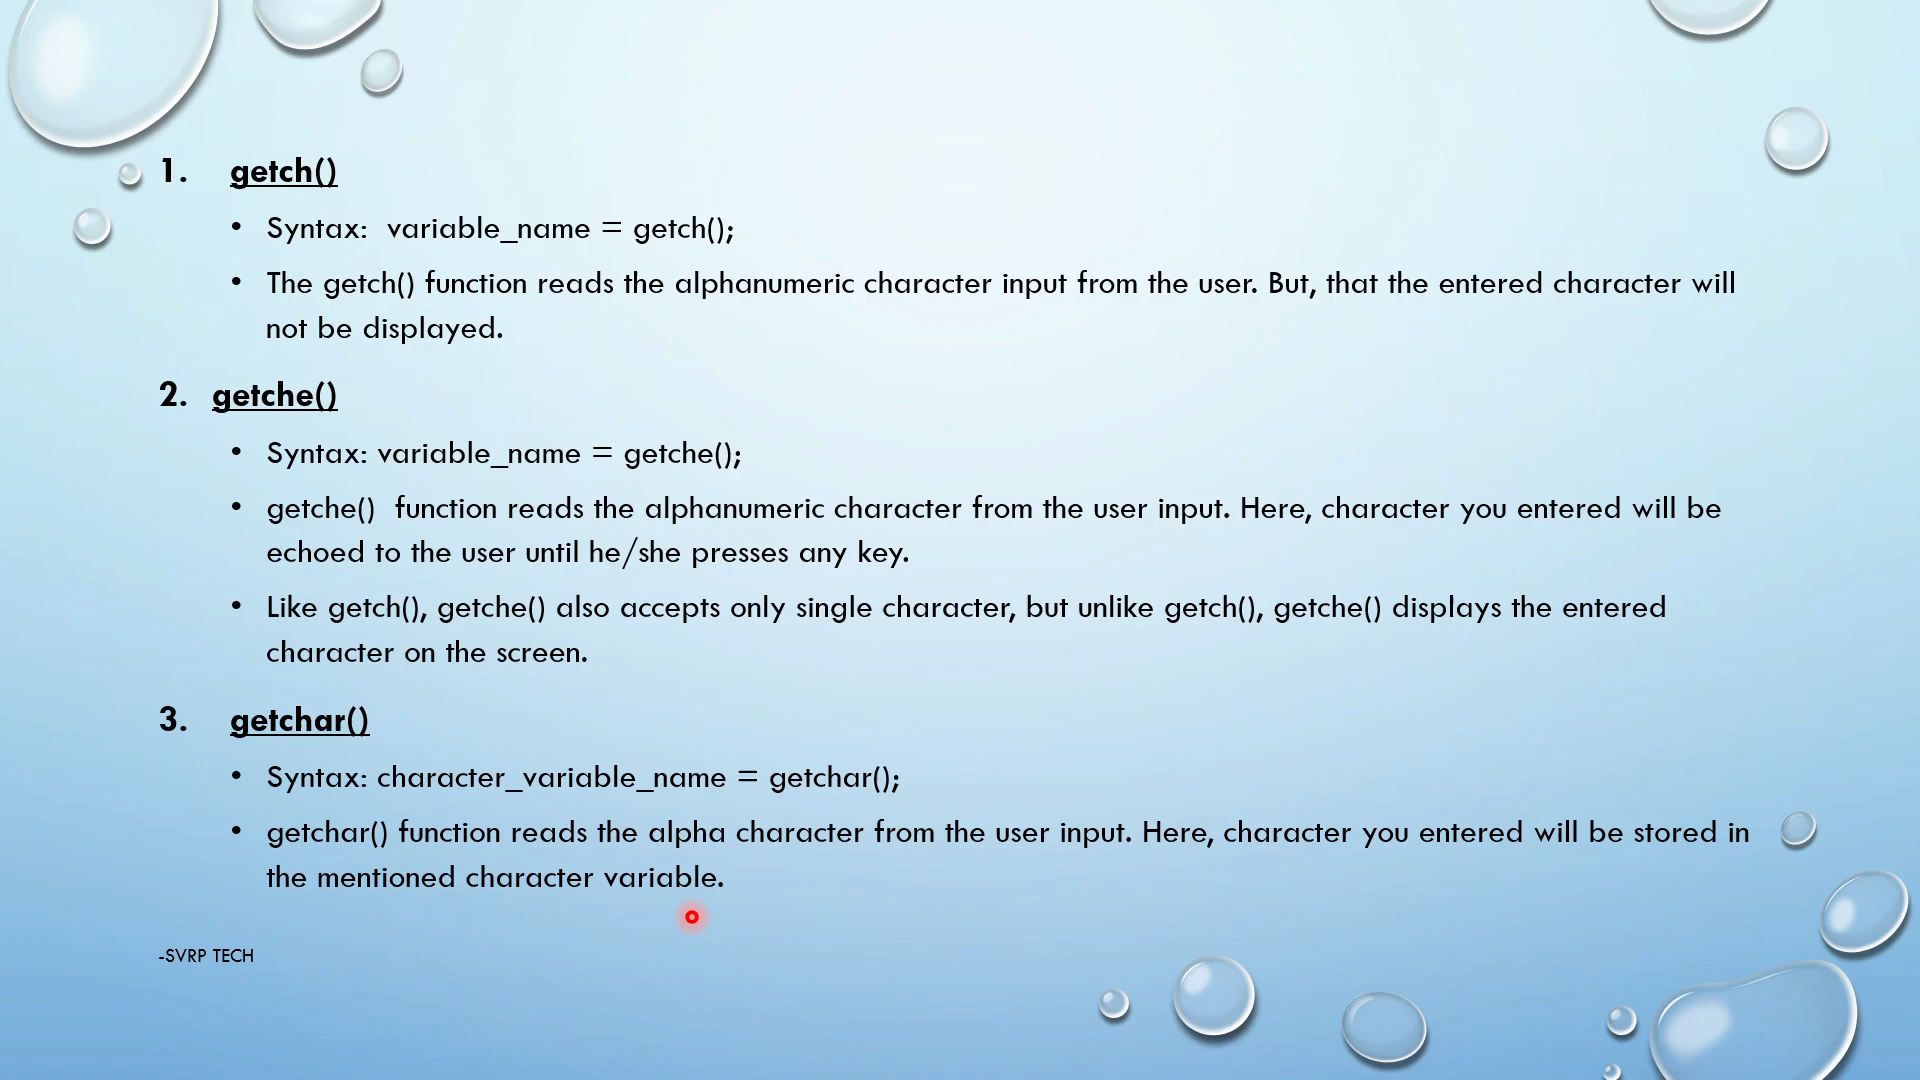 1. getch()
• Syntax:  variable_name = getch();
• The getch() function reads the alphanumeric character input from the user. But, that the entered character will
not be displayed.
2. getche()
• Syntax: variable_name = getche();
• getche()  function reads the alphanumeric character from the user input. Here, character you entered will be
echoed to the user until he/she presses any key.
• Like getch(), getche() also accepts only single character, but unlike getch(), getche() displays the entered
character on the screen.
3. getchar()
• Syntax: character_variable_name = getchar();
• getchar() function reads the alpha character from the user input. Here, character you entered will be stored in
the mentioned character variable.
-SVRP TECH